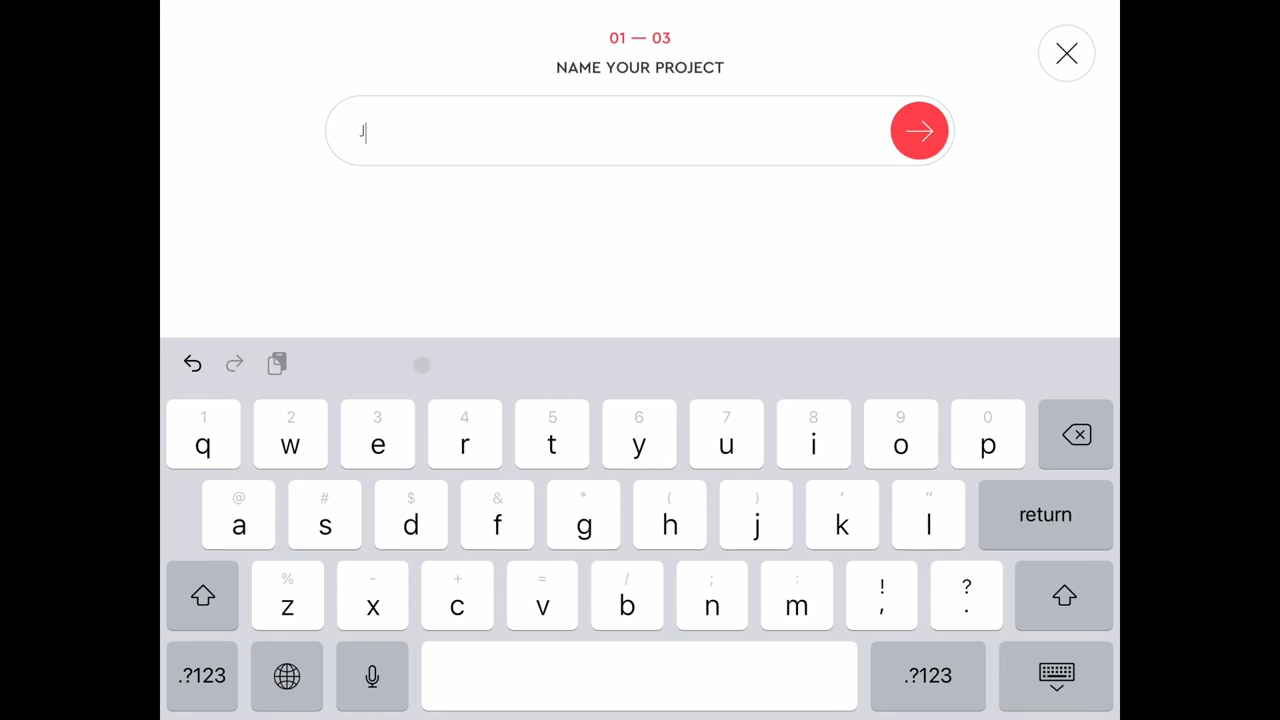 01 — 03
NAME YOUR PROJECT
J
1 2 3 4 5 6 7 8 9 0
q w e r t y u i o p
@ # $ & * ( ) ' "
a s d f g h j k l return
% - + = / ; : ! ?
z x c v b n m , .
.?123 .?123